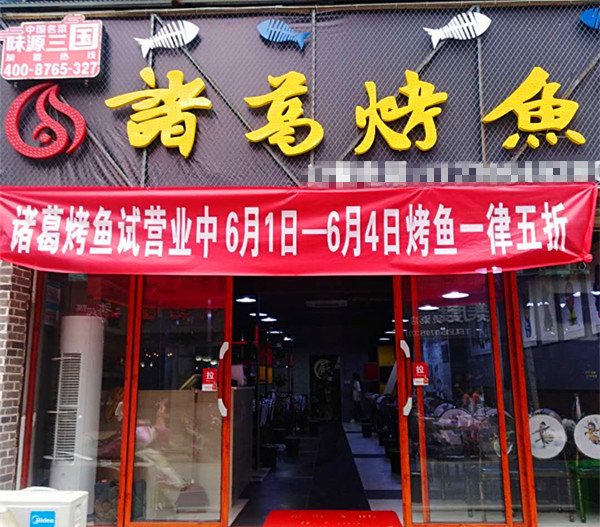 中国名菜
味源三国
加盟热线
400-8765-327
諸葛烤魚
诸葛烤鱼试营业中 6月1日—6月4日烤鱼一律五折
拉
拉
Midea